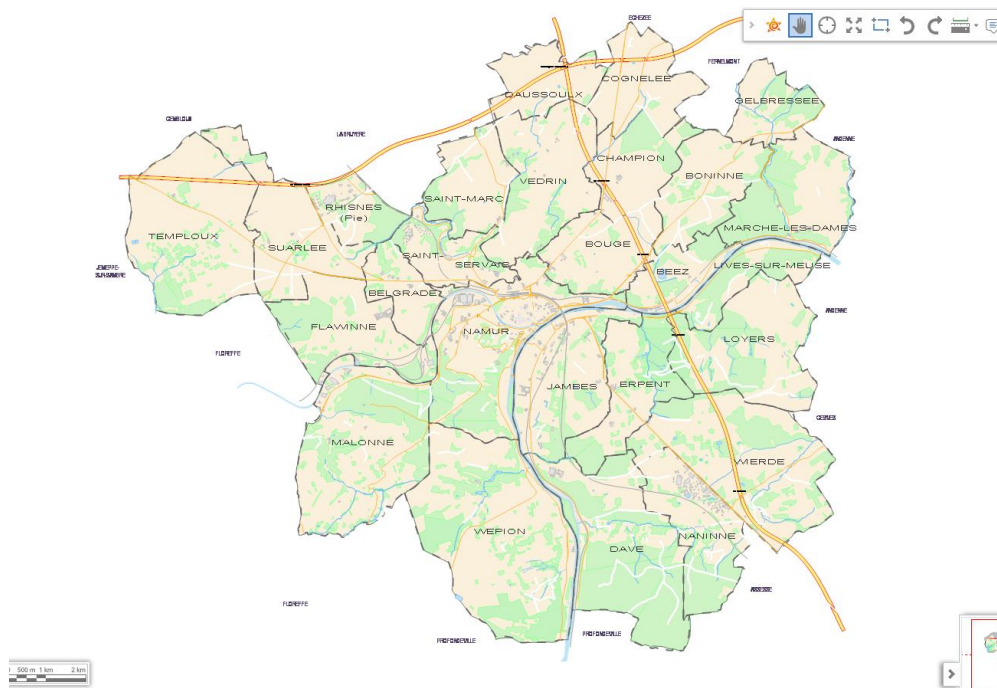 EGHEZEE
FERNELMONT
COGNELEE
DAUSSOULX
GELBRESSEE
GEMBLOUX
LA BRUYERE
ANDENNE
CHAMPION
VEDRIN
BONINNE
SAINT-MARC
RHISNES
(Pie)
MARCHE-LES-DAMES
TEMPLOUX
SUARLEE
BOUGE
SAINT-
SERVAIS
LIVES-SUR-MEUSE
BEEZ
JEMEPPE-
SUR-SAMBRE
BELGRADE
ANDENNE
FLAWINNE
NAMUR
LOYERS
FLOREFFE
JAMBES
ERPENT
GESVES
MALONNE
WIERDE
WEPION
NANINNE
DAVE
ASSESSE
FLOREFFE
PROFONDEVILLE
PROFONDEVILLE
500 m 1 km 2 km